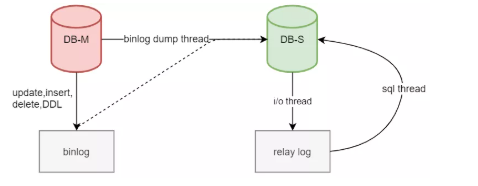 DB-M
binlog dump thread
DB-S
update,insert,
delete,DDL
i/o thread
sql thread
binlog
relay log